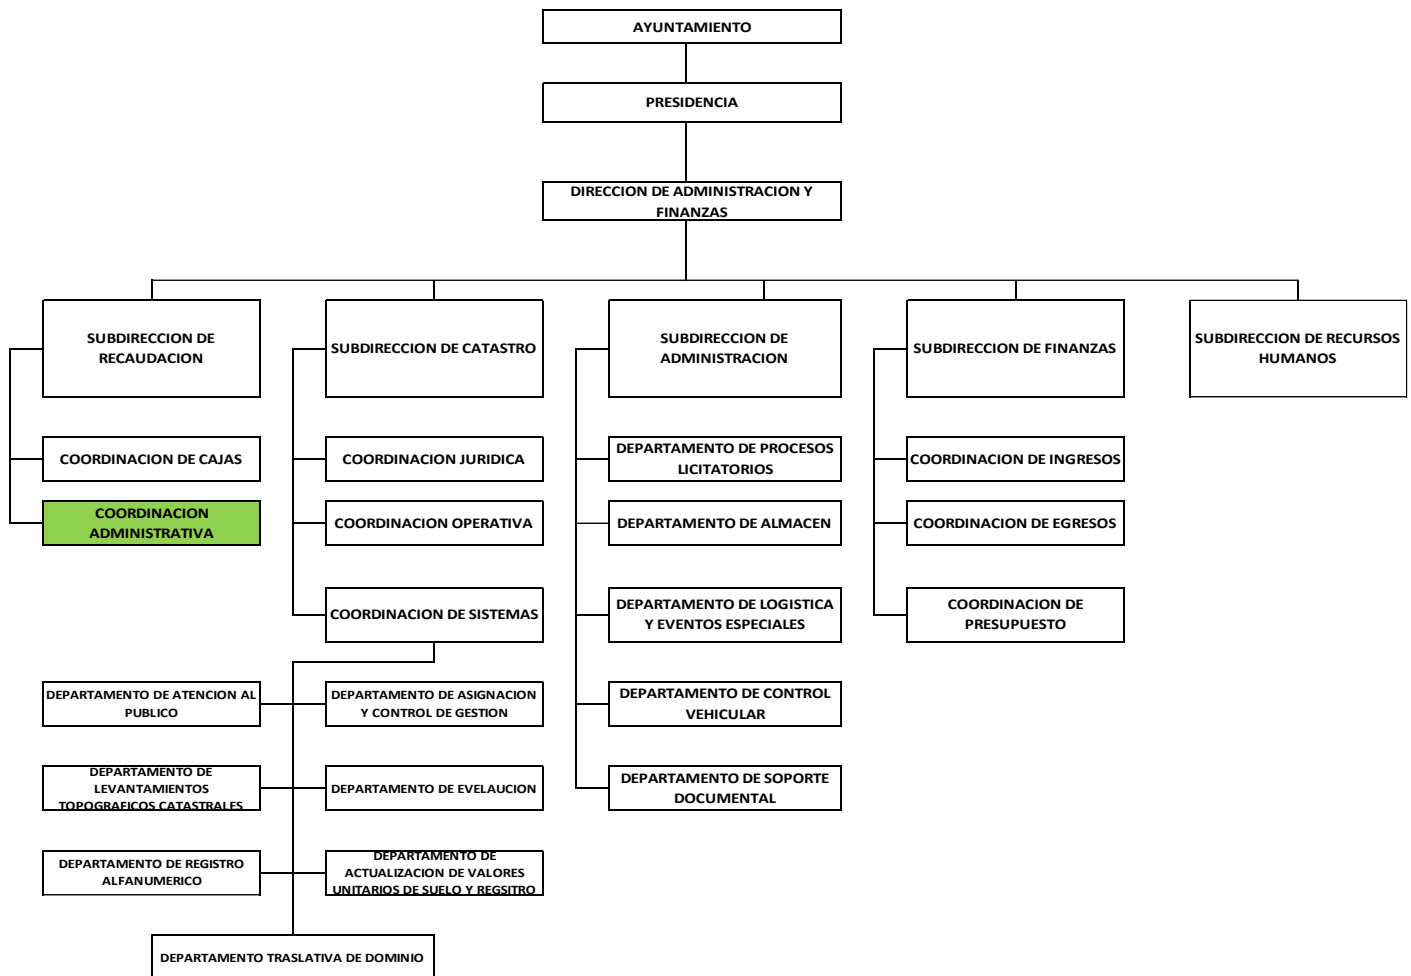 AYUNTAMIENTO
PRESIDENCIA
DIRECCION DE ADMINISTRACION Y
FINANZAS
SUBDIRECCION DE
RECAUDACION
SUBDIRECCION DE CATASTRO
SUBDIRECCION DE
ADMINISTRACION
SUBDIRECCION DE FINANZAS
SUBDIRECCION DE RECURSOS
HUMANOS
COORDINACION DE CAJAS
COORDINACION JURIDICA
DEPARTAMENTO DE PROCESOS
LICITATORIOS
COORDINACION DE INGRESOS
COORDINACION
ADMINISTRATIVA
COORDINACION OPERATIVA
DEPARTAMENTO DE ALMACEN
COORDINACION DE EGRESOS
COORDINACION DE SISTEMAS
DEPARTAMENTO DE LOGISTICA
Y EVENTOS ESPECIALES
COORDINACION DE
PRESUPUESTO
DEPARTAMENTO DE ATENCION AL
PUBLICO
DEPARTAMENTO DE ASIGNACION
Y CONTROL DE GESTION
DEPARTAMENTO DE CONTROL
VEHICULAR
DEPARTAMENTO DE
LEVANTAMIENTOS
TOPOGRAFICOS CATASTRALES
DEPARTAMENTO DE EVELAUCION
DEPARTAMENTO DE SOPORTE
DOCUMENTAL
DEPARTAMENTO DE REGISTRO
ALFANUMERICO
DEPARTAMENTO DE
ACTUALIZACION DE VALORES
UNITARIOS DE SUELO Y REGSITRO
DEPARTAMENTO TRASLATIVA DE DOMINIO